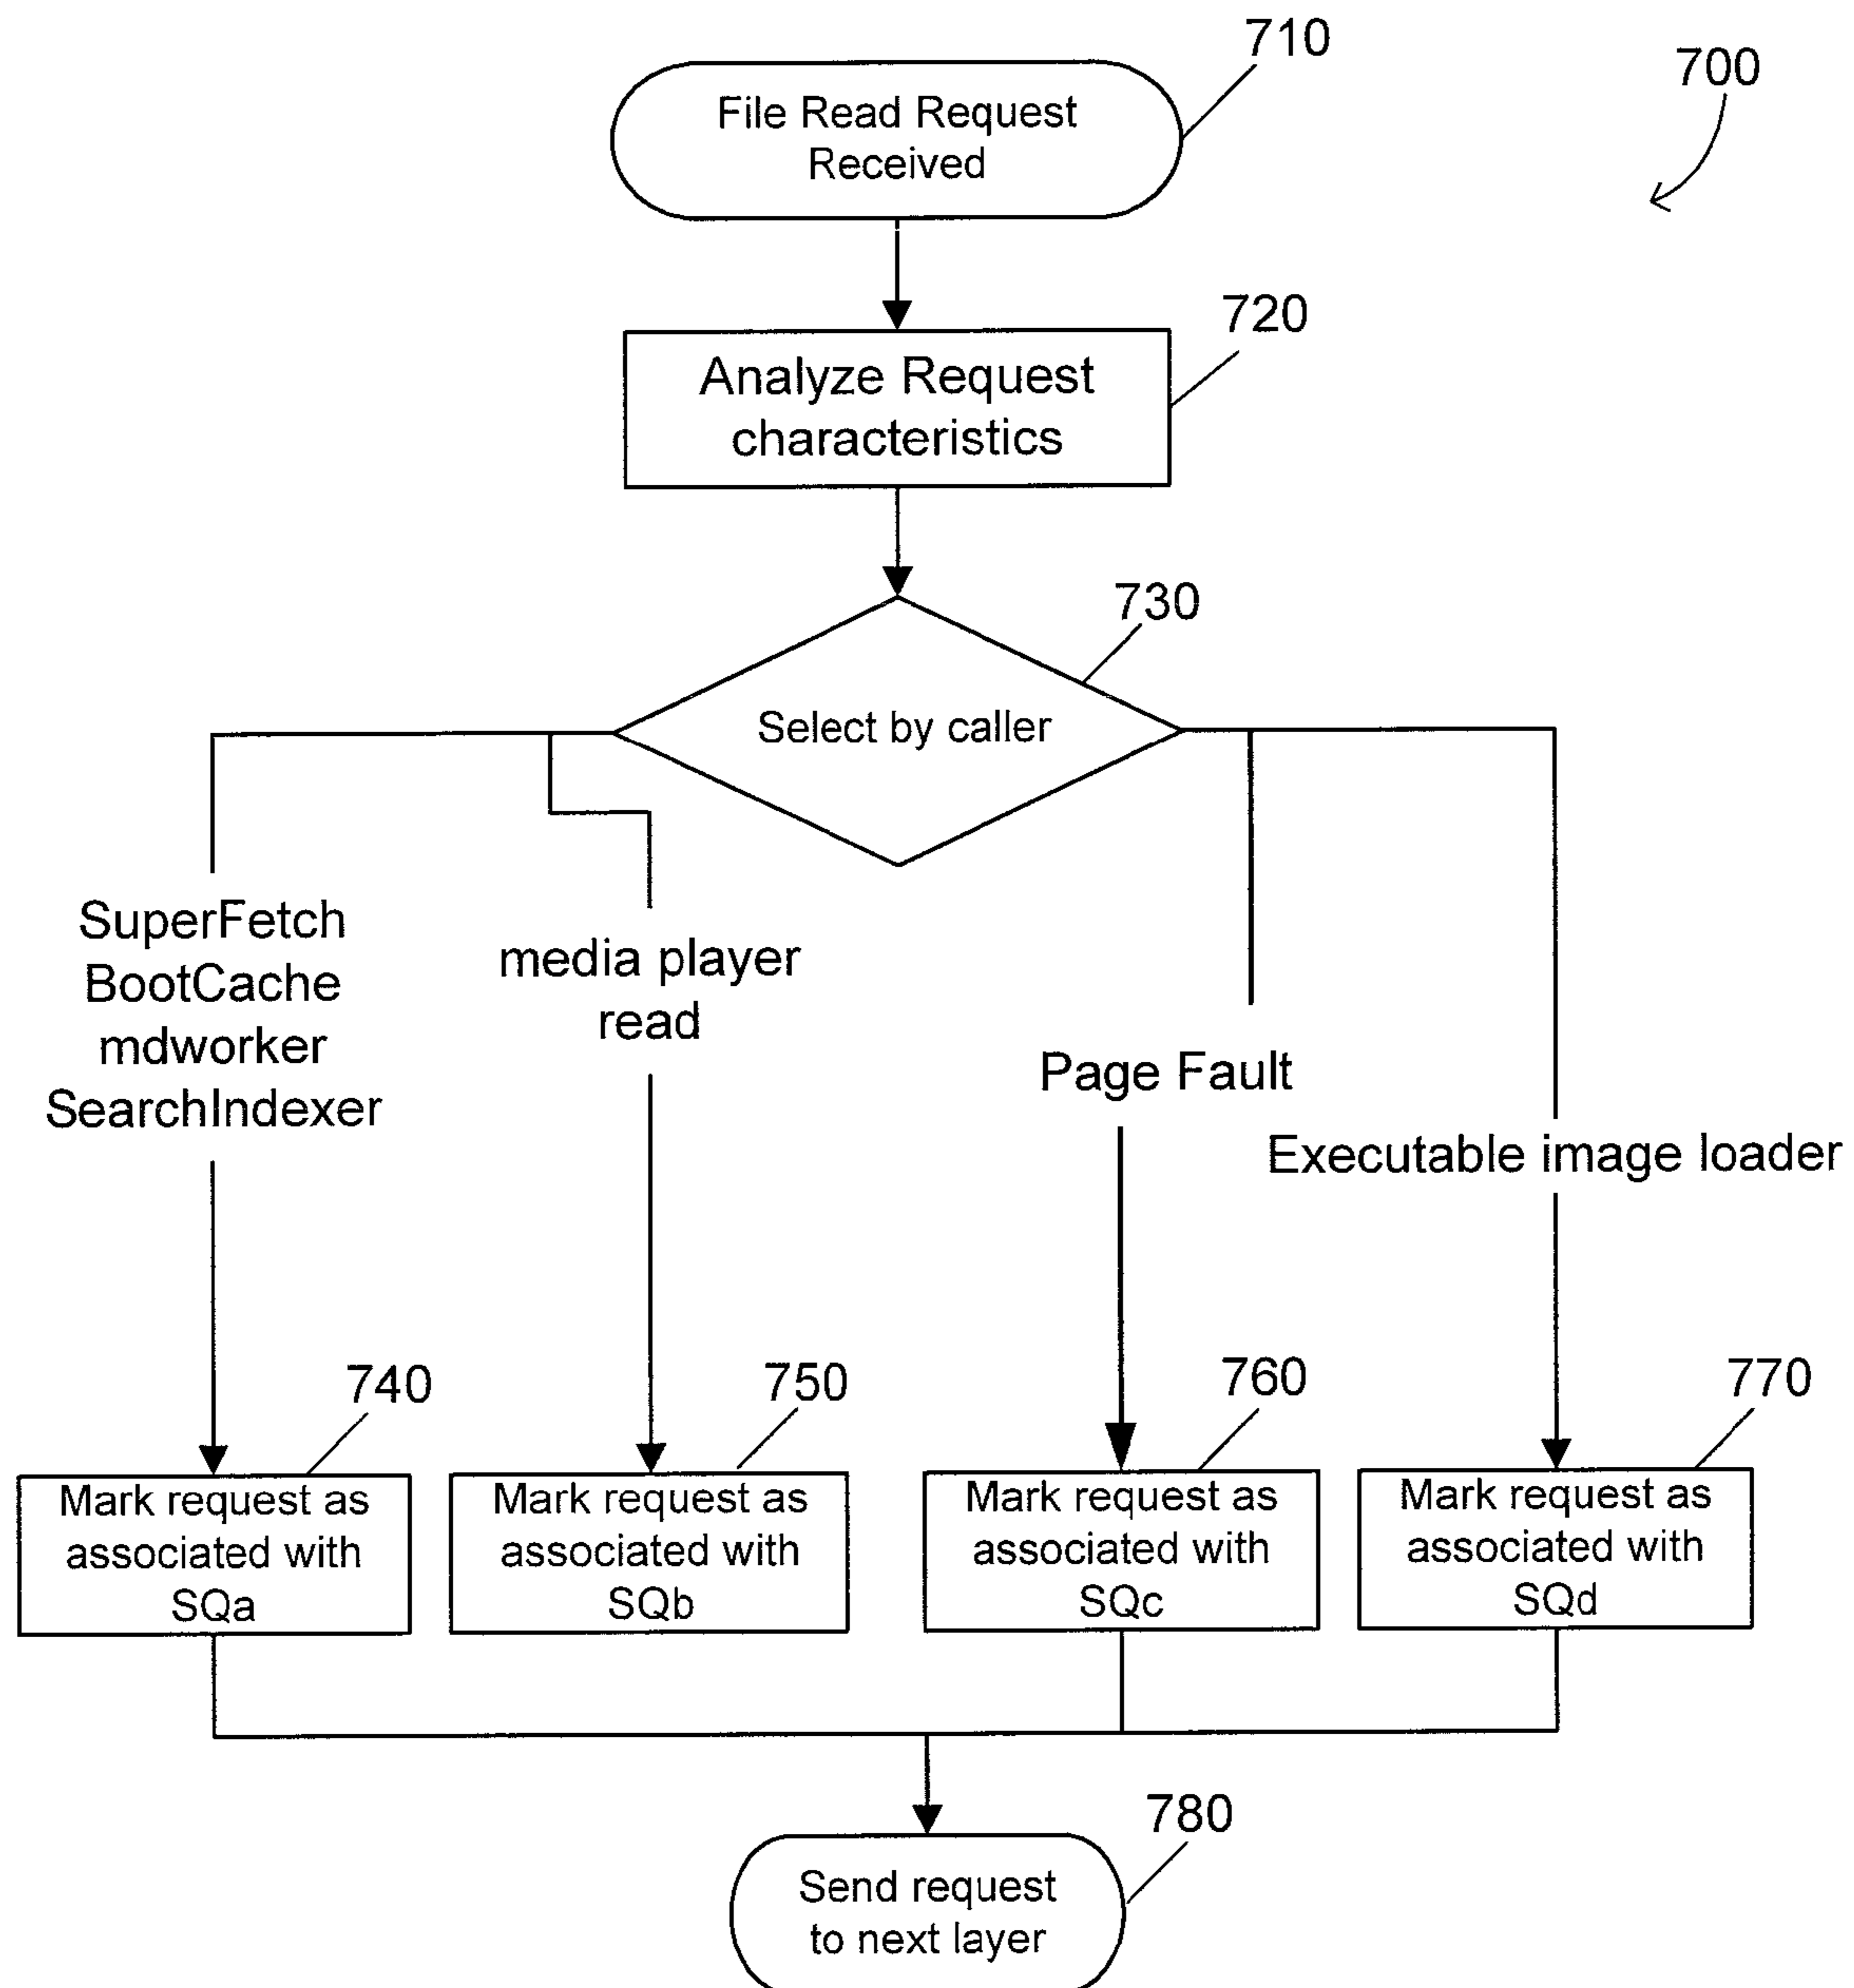 710
700
File Read Request
Received
720
Analyze Request
characteristics
730
Select by caller
SuperFetch
BootCache
mdworker
SearchIndexer
media player
read
Page Fault
Executable image loader
740
750
760
770
Mark request as
associated with
SQa
Mark request as
associated with
SQb
Mark request as
associated with
SQc
Mark request as
associated with
SQd
780
Send request
to next layer